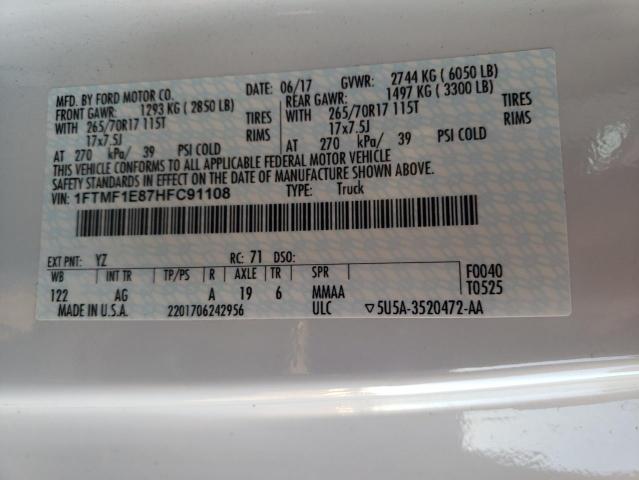 MFD. BY FORD MOTOR CO. DATE: 06/17 GVWR: 2744 KG ( 6050 LB)
FRONT GAWR: 1293 KG ( 2850 LB) REAR GAWR: 1497 KG ( 3300 LB)
WITH 265/70R17 115T TIRES WITH 265/70R17 115T TIRES
17x7.5J RIMS 17x7.5J RIMS
AT 270 kPa/ 39 PSI COLD AT 270 kPa/ 39 PSI COLD
THIS VEHICLE CONFORMS TO ALL APPLICABLE FEDERAL MOTOR VEHICLE
SAFETY STANDARDS IN EFFECT ON THE DATE OF MANUFACTURE SHOWN ABOVE.
VIN: 1FTMF1E87HFC91108 TYPE: Truck
EXT PNT: YZ RC: 71 DSO:
WB INT TR TP/PS R AXLE TR SPR F0040
122 AG A 19 6 MMAA T0525
MADE IN U.S.A. 2201706242956 ULC ▽5U5A-3520472-AA